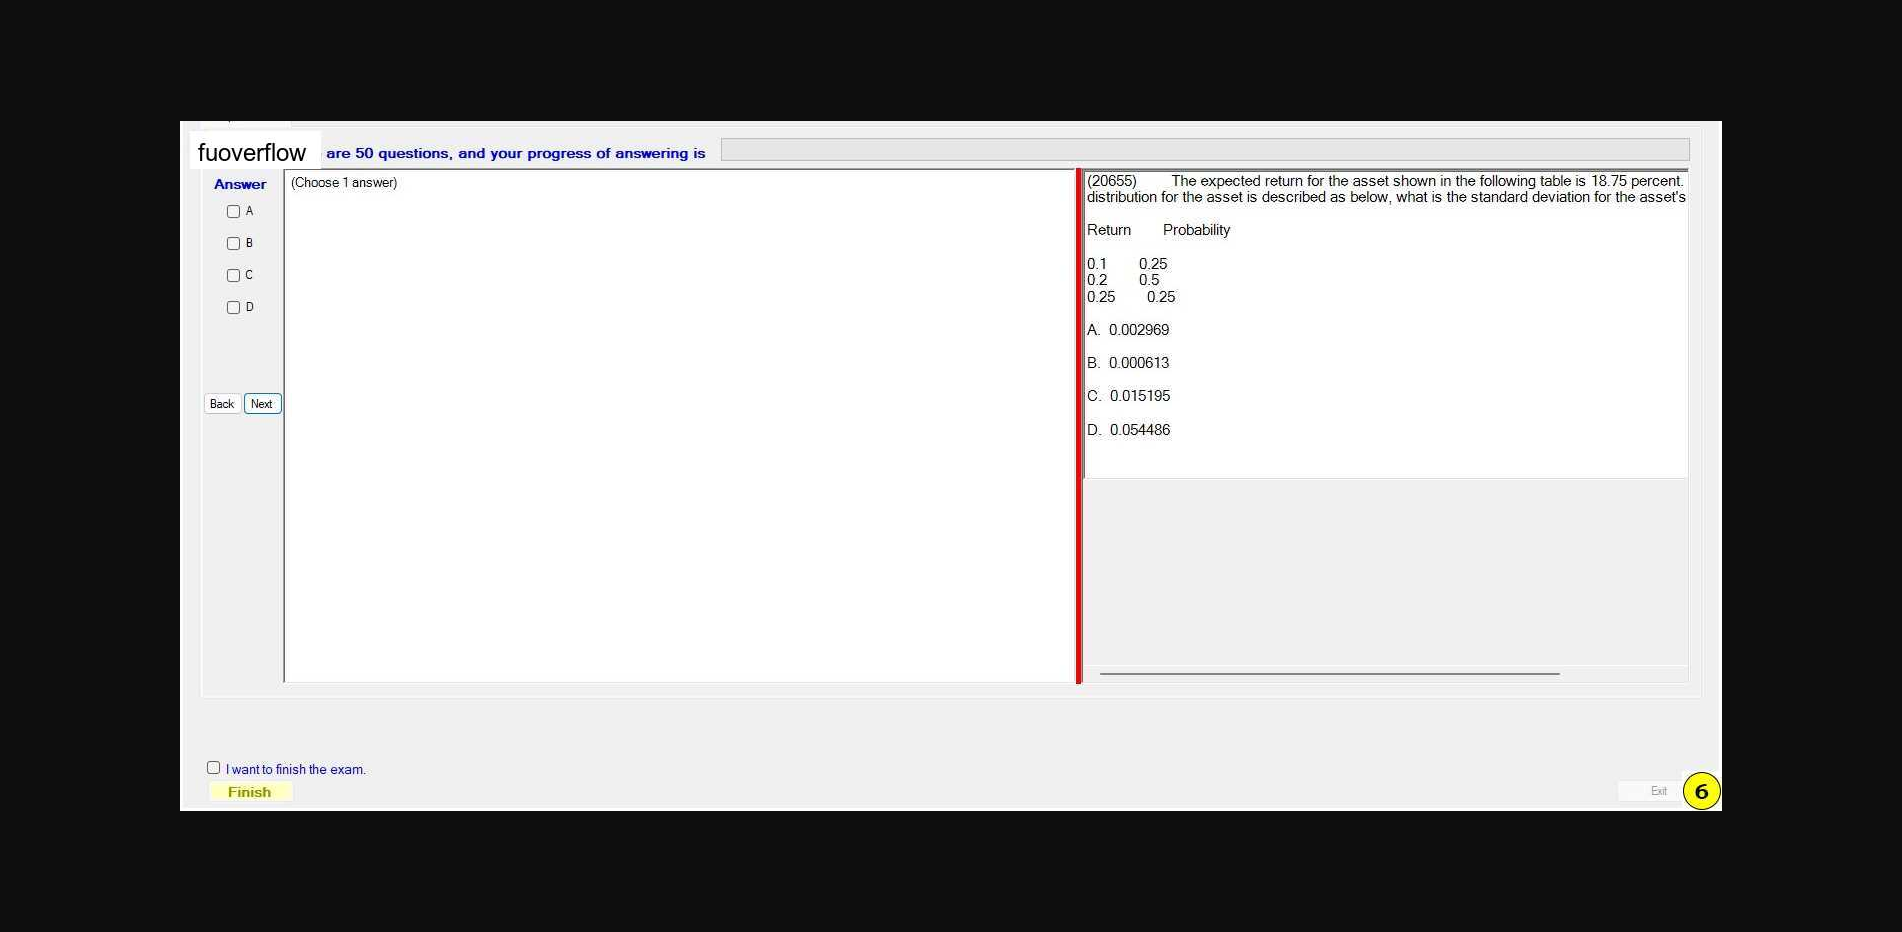 fuoverflow are 50 questions, and your progress of answering is
Answer
A
B
C
D
Back Next
(Choose 1 answer)
(20655) The expected return for the asset shown in the following table is 18.75 percent.
distribution for the asset is described as below, what is the standard deviation for the asset's
Return Probability
0.1 0.25
0.2 0.5
0.25 0.25
A. 0.002969
B. 0.000613
C. 0.015195
D. 0.054486
I want to finish the exam.
Finish
Exit
6